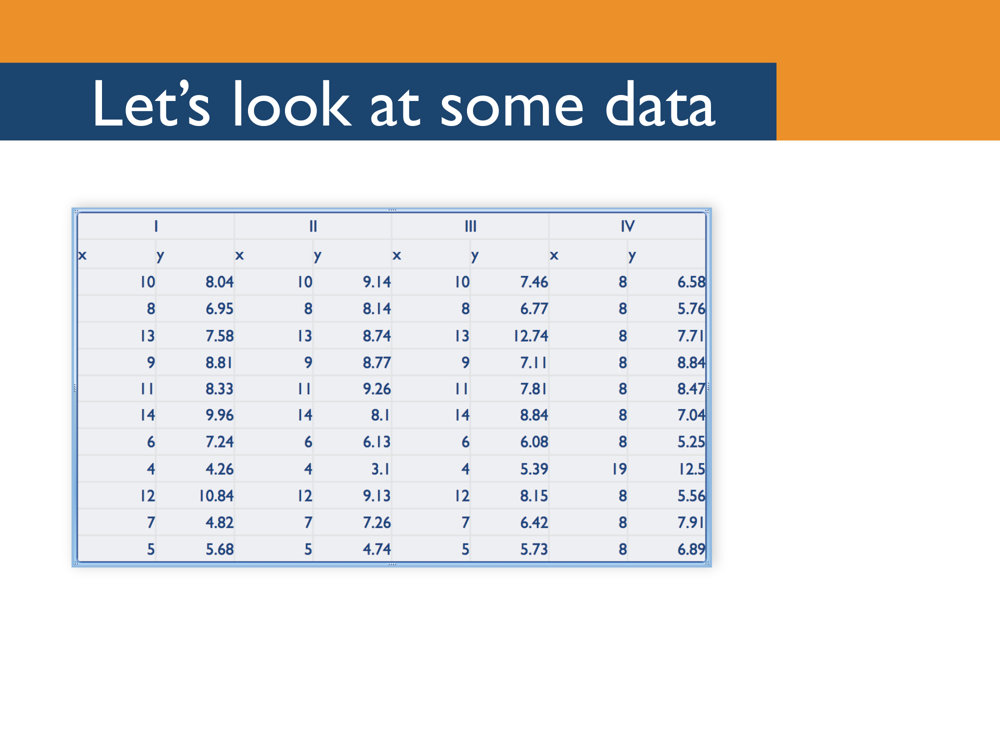 Let’s look at some data
I II III IV
x y x y x y x y
10 8.04 10 9.14 10 7.46 8 6.58
8 6.95 8 8.14 8 6.77 8 5.76
13 7.58 13 8.74 13 12.74 8 7.71
9 8.81 9 8.77 9 7.11 8 8.84
11 8.33 11 9.26 11 7.81 8 8.47
14 9.96 14 8.1 14 8.84 8 7.04
6 7.24 6 6.13 6 6.08 8 5.25
4 4.26 4 3.1 4 5.39 19 12.5
12 10.84 12 9.13 12 8.15 8 5.56
7 4.82 7 7.26 7 6.42 8 7.91
5 5.68 5 4.74 5 5.73 8 6.89